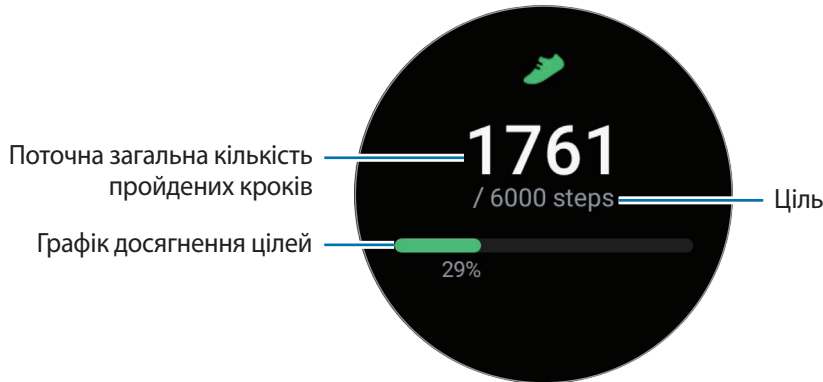 1761
Поточна загальна кількість
пройдених кроків
/ 6000 steps
Ціль
Графік досягнення цілей
29%